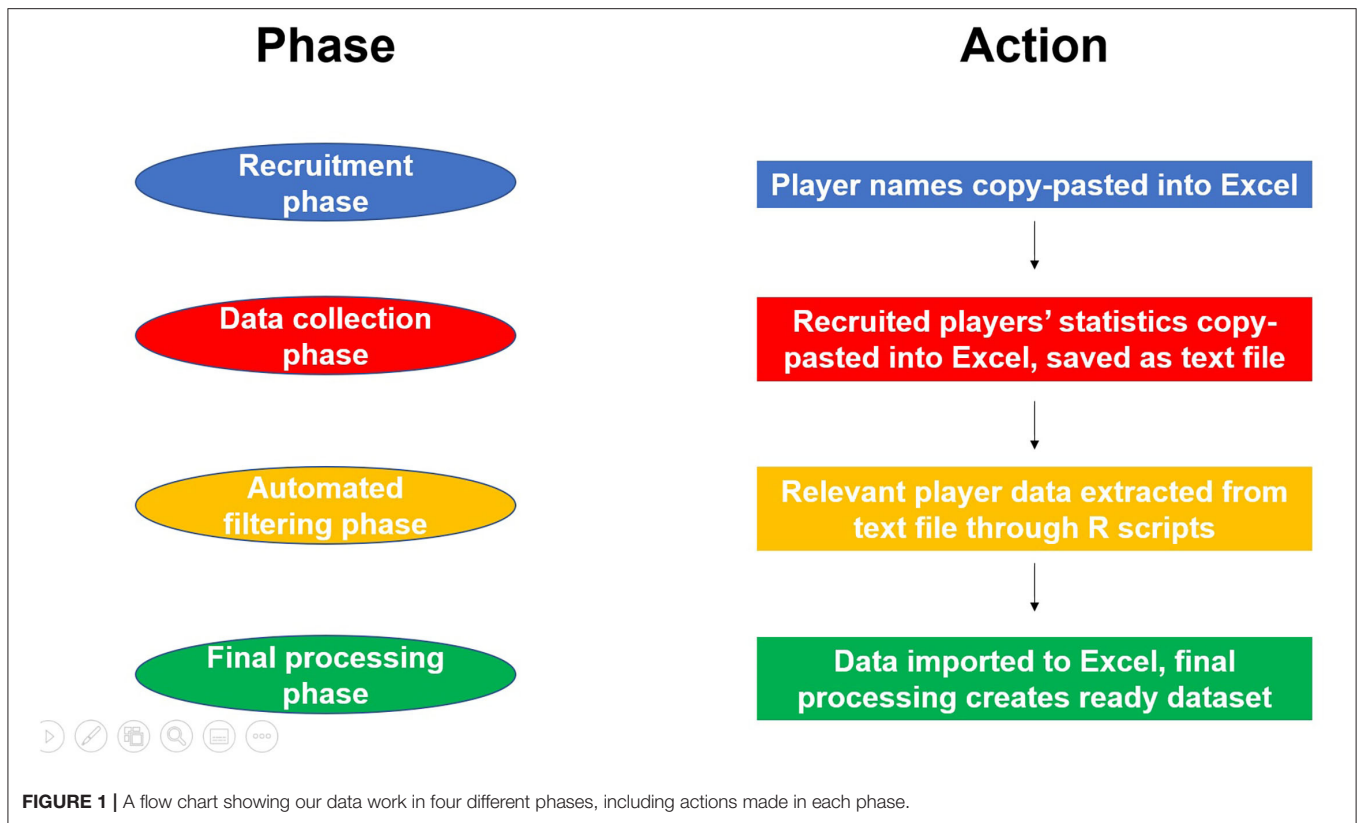 Phase
Action
Recruitment
phase
Player names copy-pasted into Excel
Data collection
phase
Recruited players’ statistics copy-
pasted into Excel, saved as text file
Automated
filtering phase
Relevant player data extracted from
text file through R scripts
Final processing
phase
Data imported to Excel, final
processing creates ready dataset
FIGURE 1 | A flow chart showing our data work in four different phases, including actions made in each phase.